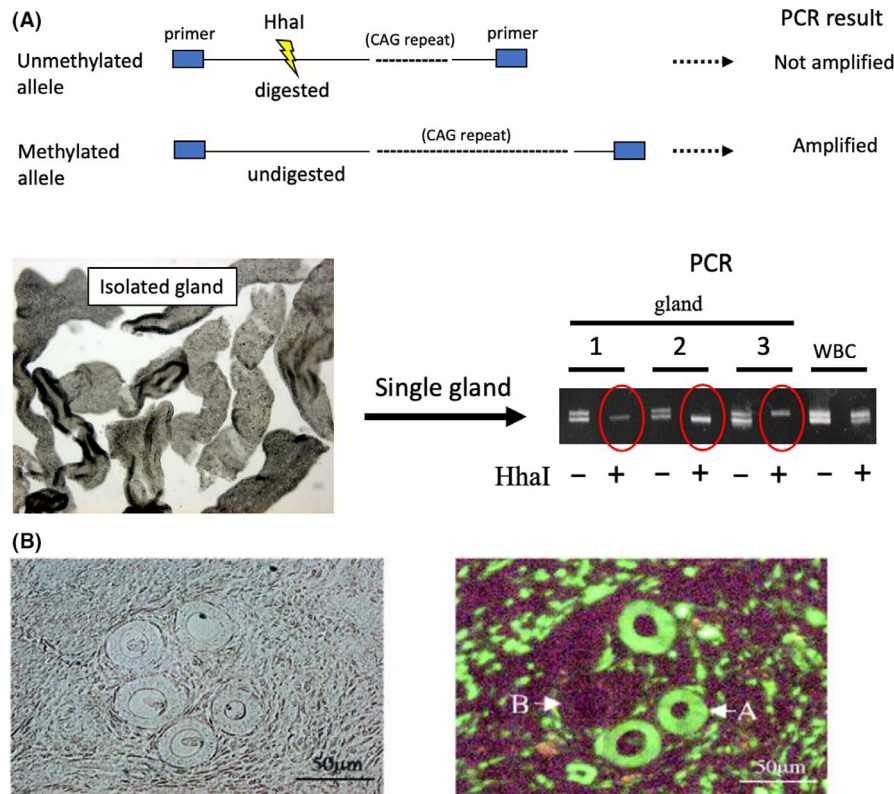 (A)
HhaI
PCR result
primer
(CAG repeat)
primer
Unmethylated
allele
digested
Not amplified
(CAG repeat)
Methylated
allele
undigested
Amplified
Isolated gland
PCR
gland
1 2 3 WBC
Single gland
HhaI − + − + − + − +
(B)
50μm
B
A
50μm